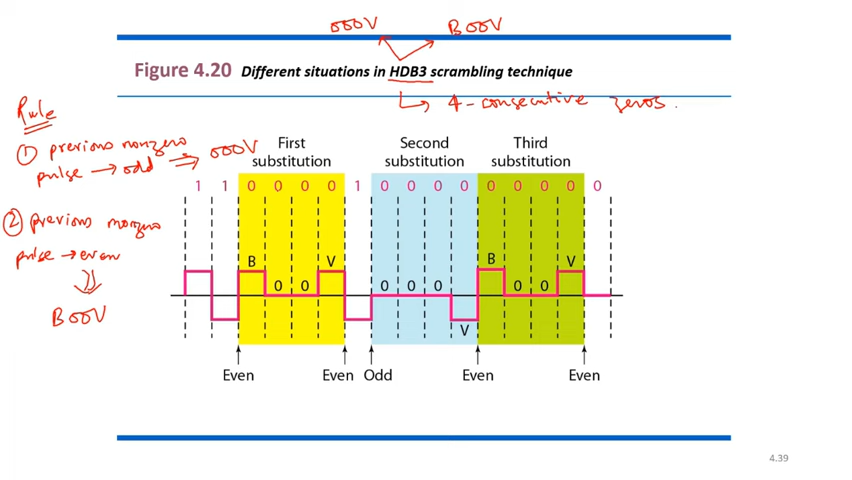 000V B00V
Figure 4.20 Different situations in HDB3 scrambling technique
4-consecutive zeros.
Rule
① previous nonzero
pulse → odd ⇒ 000V
② previous nonzero
pulse → even
⇓
B00V
First substitution
Second substitution
Third substitution
1 1 0 0 0 0 1 0 0 0 0 0 0 0 0 0
B 0 0 V 0 0 0 V B 0 0 V
Even Even Odd Even Even
4.39